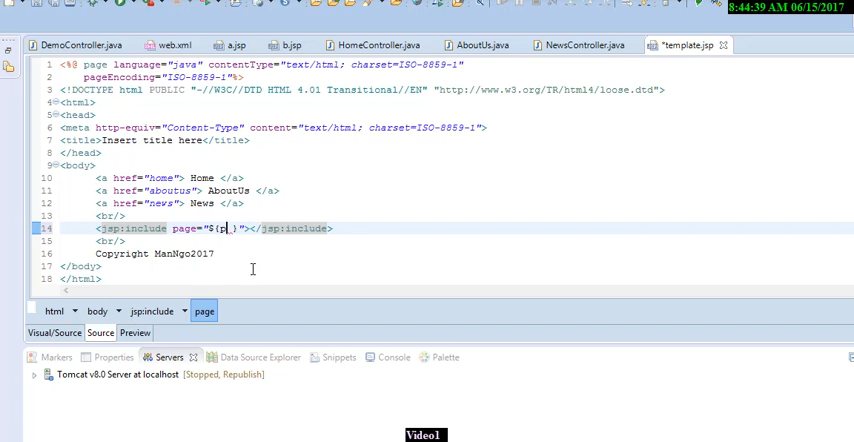 8:44:39 AM 06/15/2017
DemoController.java web.xml a.jsp b.jsp HomeController.java AboutUs.java NewsController.java *template.jsp
1 <%@ page language="java" contentType="text/html; charset=ISO-8859-1"
2 pageEncoding="ISO-8859-1"%>
3 <!DOCTYPE html PUBLIC "-//W3C//DTD HTML 4.01 Transitional//EN" "http://www.w3.org/TR/html4/loose.dtd">
4 <html>
5 <head>
6 <meta http-equiv="Content-Type" content="text/html; charset=ISO-8859-1">
7 <title>Insert title here</title>
8 </head>
9 <body>
10 <a href="home"> Home </a>
11 <a href="aboutus"> AboutUs </a>
12 <a href="news"> News </a>
13 <br/>
14 <jsp:include page="${p }"></jsp:include>
15 <br/>
16 Copyright ManNgo2017
17 </body>
18 </html>
html body jsp:include page
Visual/Source Source Preview
Markers Properties Servers Data Source Explorer Snippets Console Palette
Tomcat v8.0 Server at localhost [Stopped, Republish]
Video1